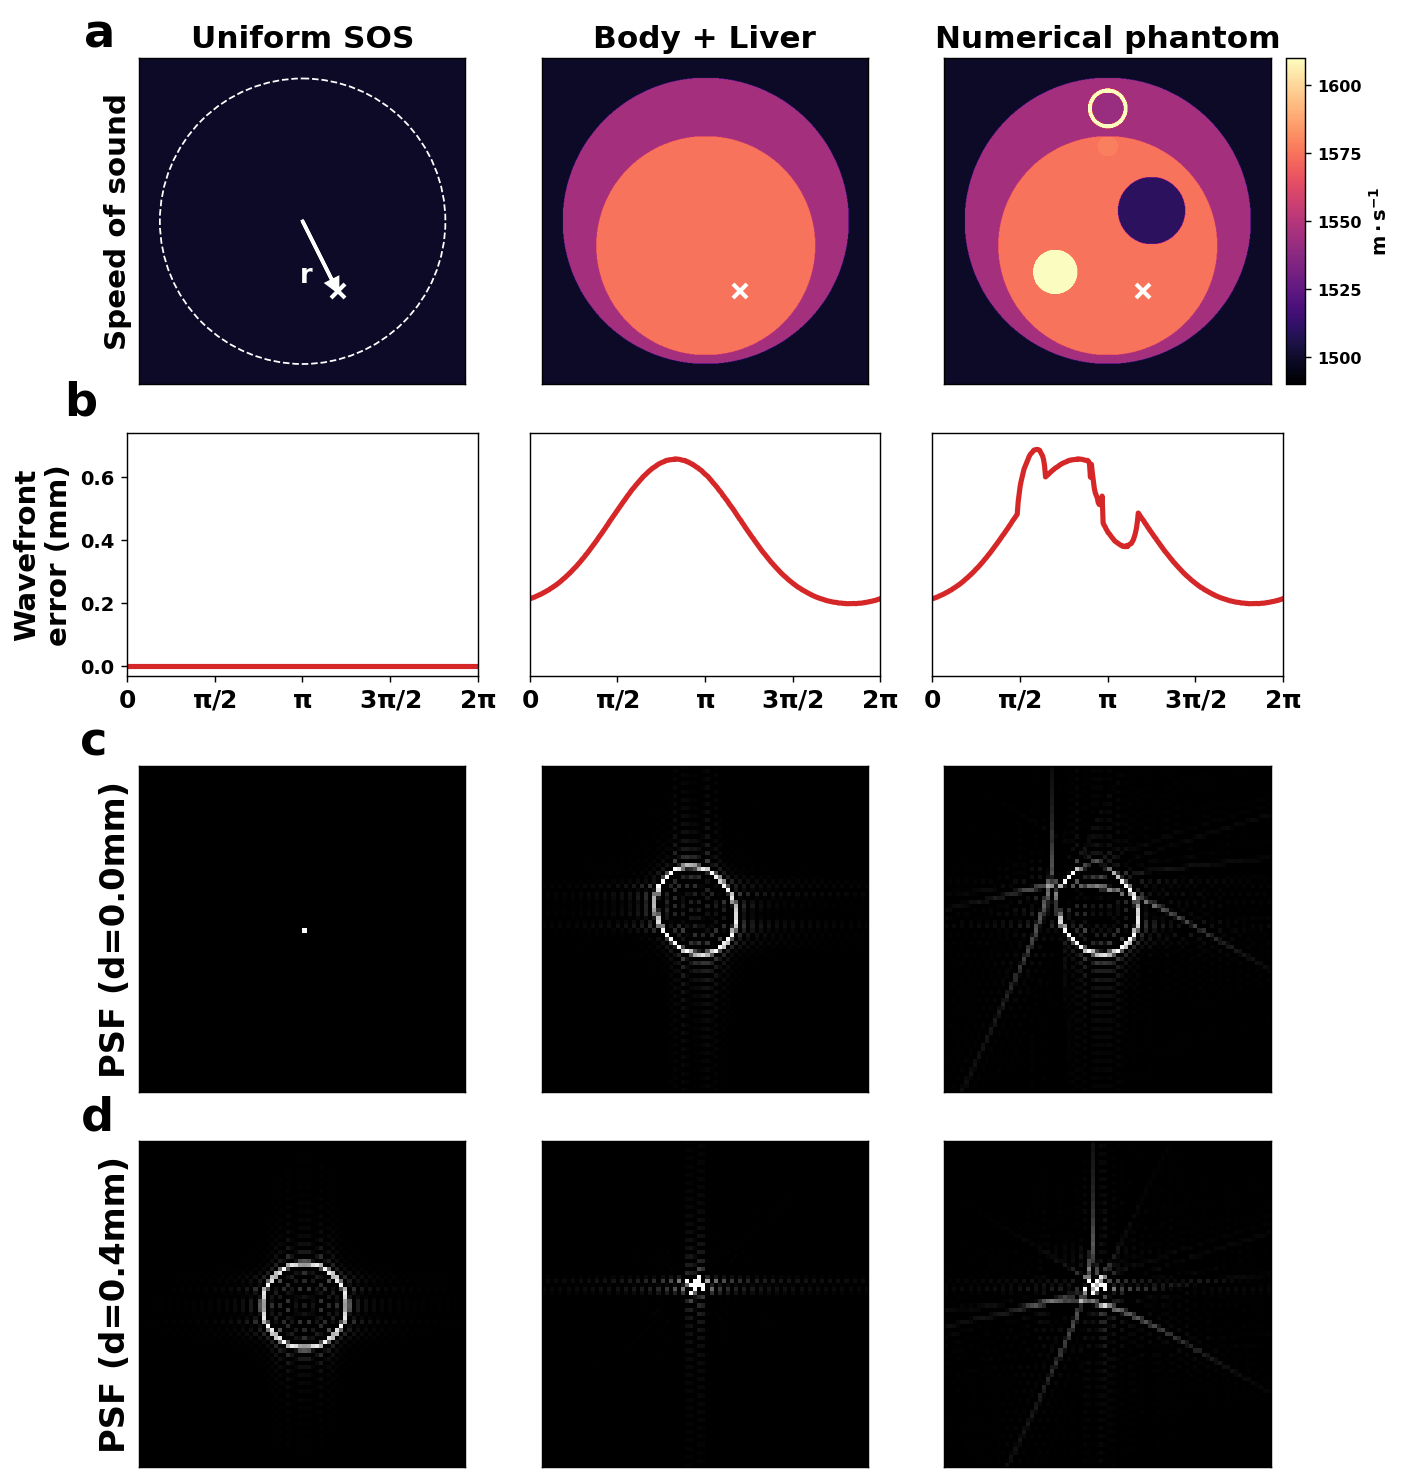 a
Uniform SOS
Body + Liver
Numerical phantom
Speed of sound
r
1600
1575
1550
1525
1500
m·s⁻¹
b
Wavefront
error (mm)
0.6
0.4
0.2
0.0
0 π/2 π 3π/2 2π
0 π/2 π 3π/2 2π
0 π/2 π 3π/2 2π
c
PSF (d=0.0mm)
d
PSF (d=0.4mm)